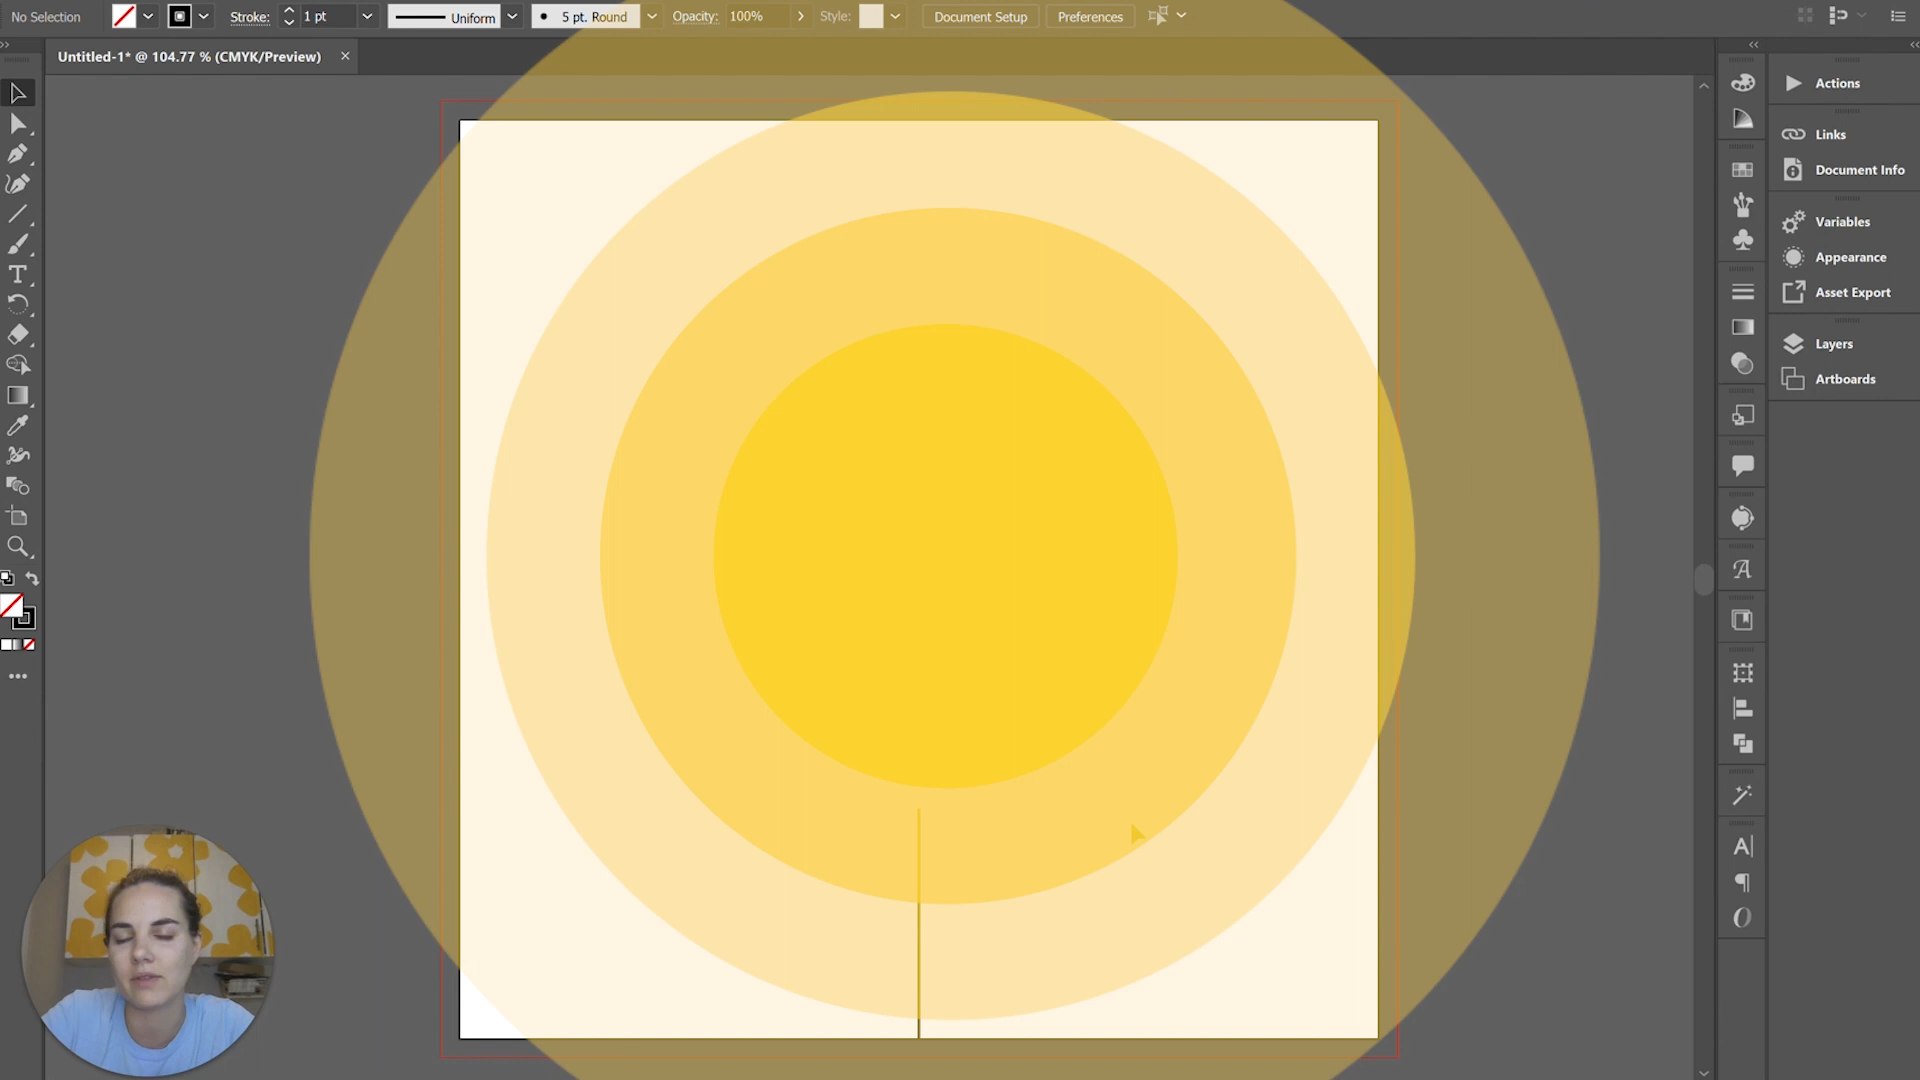 No Selection Stroke: 1 pt Uniform 5 pt. Round Opacity: 100% Style: Document Setup Preferences
Untitled-1* @ 104.77 % (CMYK/Preview)
Actions
Links
Document Info
Variables
Appearance
Asset Export
Layers
Artboards